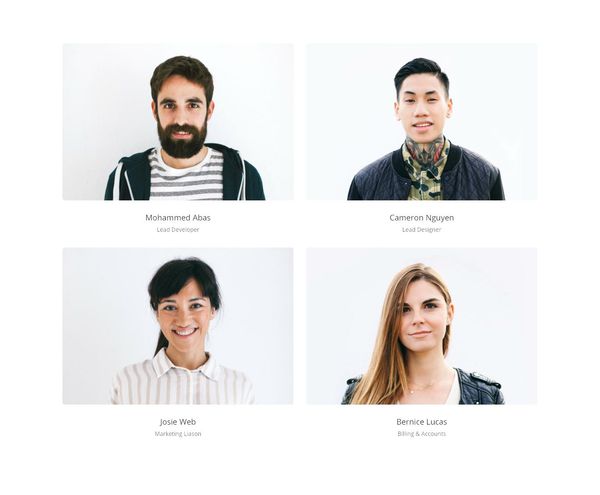 Mohammed Abas
Lead Developer
Cameron Nguyen
Lead Designer
Josie Web
Marketing Liason
Bernice Lucas
Billing & Accounts